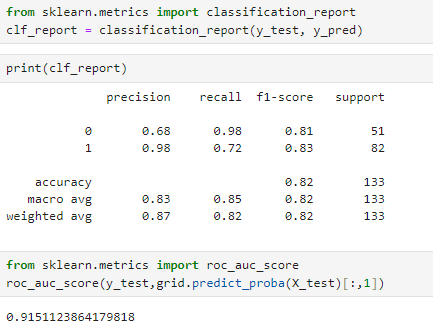 from sklearn.metrics import classification_report
clf_report = classification_report(y_test, y_pred)
print(clf_report)
precision recall f1-score support
0 0.68 0.98 0.81 51
1 0.98 0.72 0.83 82
accuracy 0.82 133
macro avg 0.83 0.85 0.82 133
weighted avg 0.87 0.82 0.82 133
from sklearn.metrics import roc_auc_score
roc_auc_score(y_test,grid.predict_proba(X_test)[:,1])
0.9151123864179818